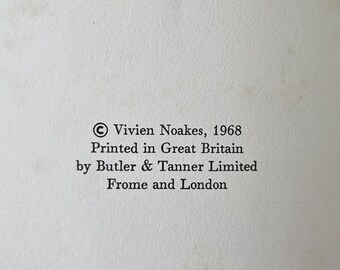 © Vivien Noakes, 1968
Printed in Great Britain
by Butler & Tanner Limited
Frome and London